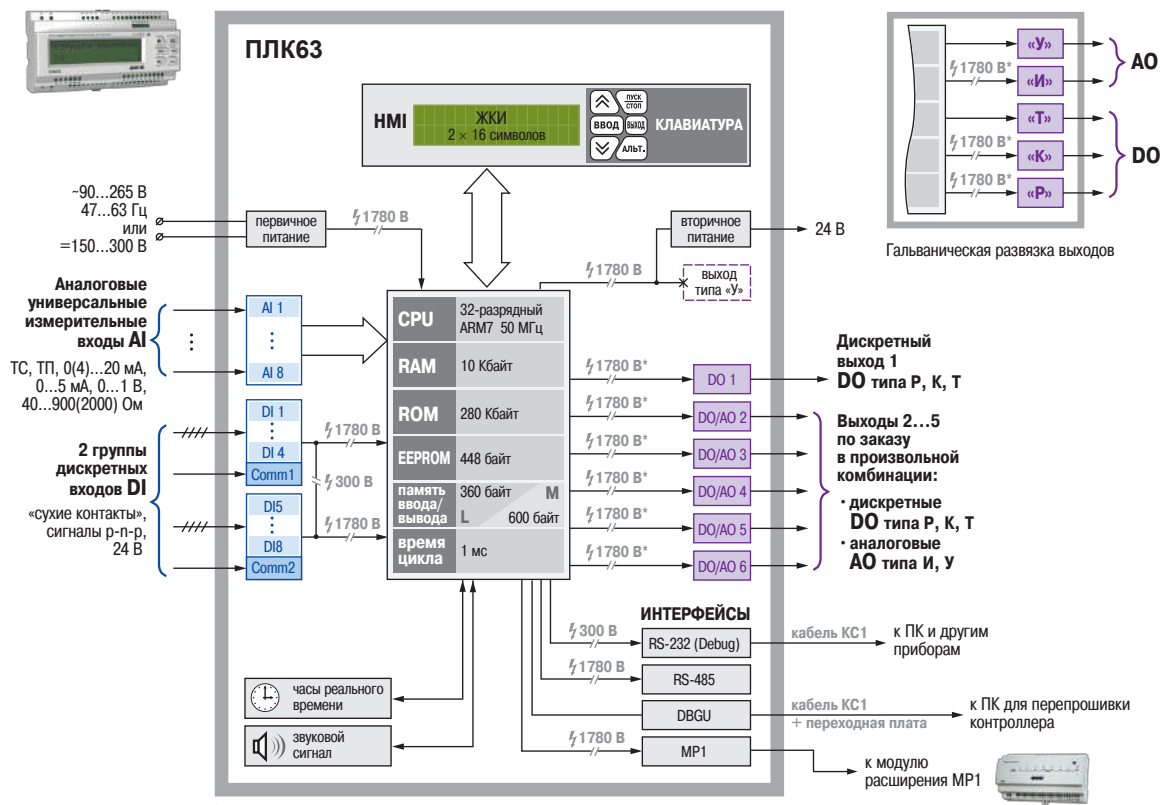 ПЛК63
HMI
ЖКИ
2 × 16 символов
ПУСК
СТОП
ВВОД
ВЫХОД
АЛЬТ.
КЛАВИАТУРА
«У»
1780 В*
«И»
АО
«Т»
1780 В*
«К»
1780 В*
«Р»
DO
Гальваническая развязка выходов
~90...265 В
47...63 Гц
или
=150...300 В
первичное
питание
1780 В
вторичное
питание
24 В
1780 В
выход
типа «У»
Аналоговые
универсальные
измерительные
входы AI
ТС, ТП, 0(4)...20 мА,
0...5 мА, 0...1 В,
40...900(2000) Ом
AI 1
AI 8
2 группы
дискретных
входов DI
«сухие контакты»,
сигналы p-n-p,
24 В
DI 1
DI 4
Comm1
DI5
DI8
Comm2
1780 В
300 В
1780 В
CPU
32-разрядный
ARM7 50 МГц
RAM
10 Кбайт
ROM
280 Кбайт
EEPROM
448 байт
память
ввода/
вывода
360 байт
M
L
600 байт
время
цикла
1 мс
1780 В*
DO 1
1780 В*
DO/AO 2
1780 В*
DO/AO 3
1780 В*
DO/AO 4
1780 В*
DO/AO 5
1780 В*
DO/AO 6
Дискретный
выход 1
DO типа Р, К, Т
Выходы 2...5
по заказу
в произвольной
комбинации:
· дискретные
DO типа Р, К, Т
· аналоговые
АО типа И, У
часы реального
времени
звуковой
сигнал
ИНТЕРФЕЙСЫ
300 В
RS-232 (Debug)
кабель КС1
к ПК и другим
приборам
1780 В
RS-485
DBGU
кабель КС1
+ переходная плата
к ПК для перепрошивки
контроллера
1780 В
МР1
к модулю
расширения МР1